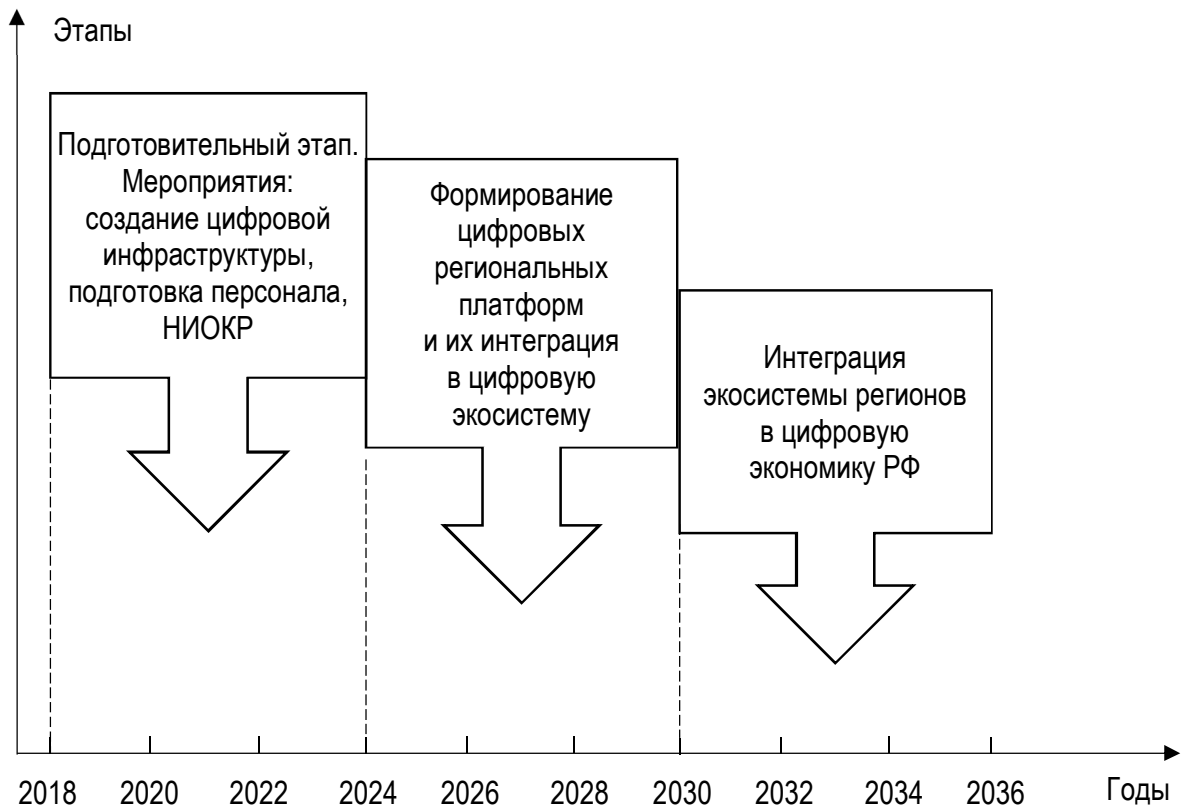 Этапы
Подготовительный этап.
Мероприятия:
создание цифровой
инфраструктуры,
подготовка персонала,
НИОКР
Формирование
цифровых
региональных
платформ
и их интеграция
в цифровую
экосистему
Интеграция
экосистемы регионов
в цифровую
экономику РФ
2018 2020 2022 2024 2026 2028 2030 2032 2034 2036 Годы